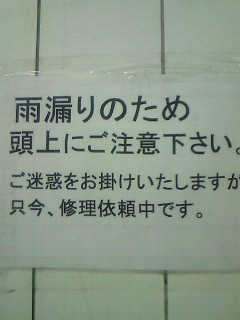 雨漏りのため
頭上にご注意下さい。
ご迷惑をお掛けいたしますが
只今、修理依頼中です。